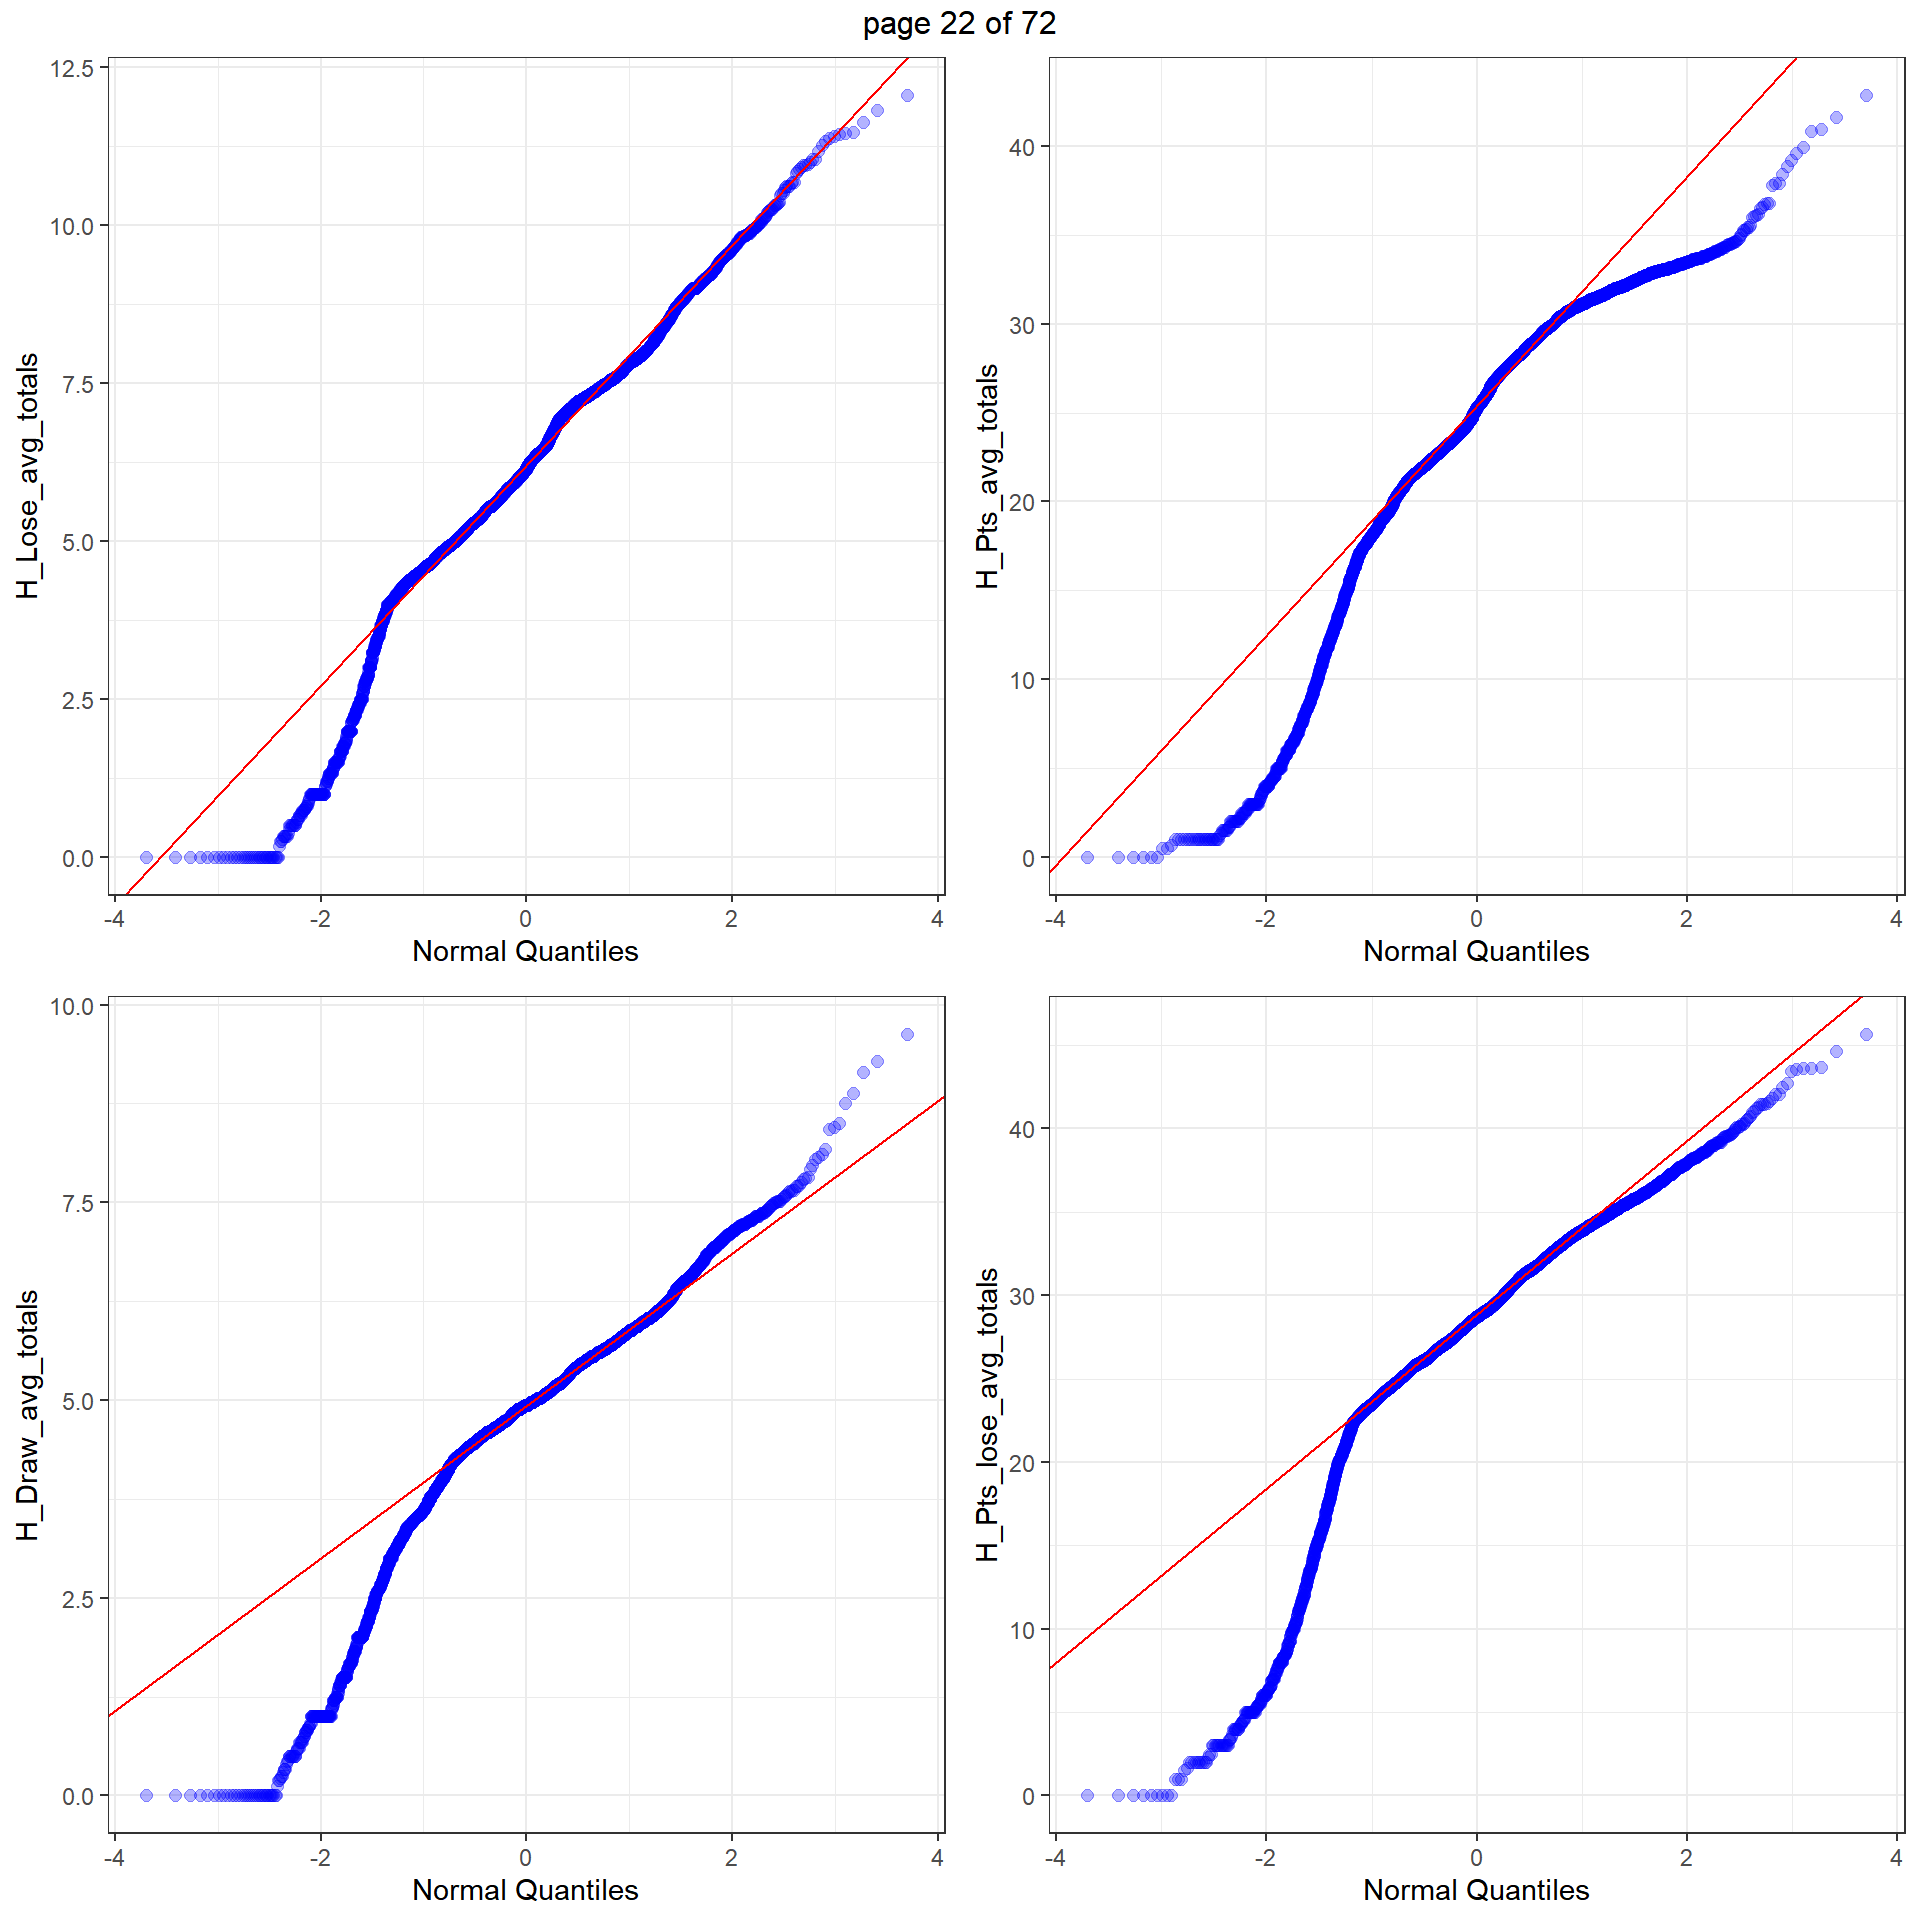 page 22 of 72
H_Lose_avg_totals
12.5
10.0
7.5
5.0
2.5
0.0
-4 -2 0 2 4
Normal Quantiles
H_Pts_avg_totals
40
30
20
10
0
-4 -2 0 2 4
Normal Quantiles
H_Draw_avg_totals
10.0
7.5
5.0
2.5
0.0
-4 -2 0 2 4
Normal Quantiles
H_Pts_lose_avg_totals
40
30
20
10
0
-4 -2 0 2 4
Normal Quantiles